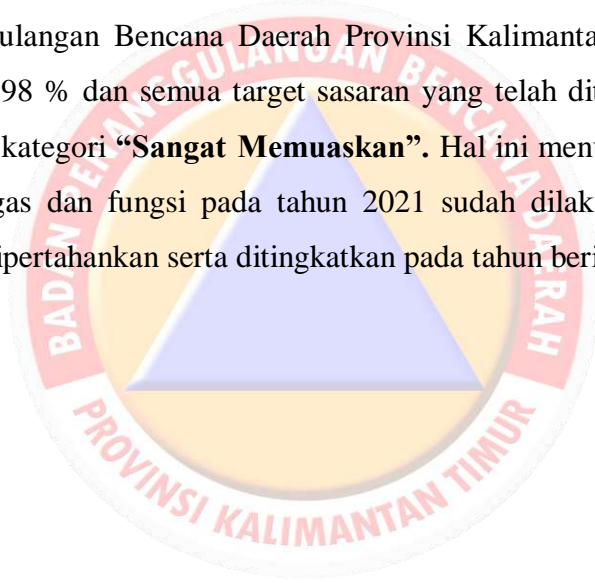 ulangan Bencana Daerah Provinsi Kalimanta
98 % dan semua target sasaran yang telah dit
kategori “Sangat Memuaskan”. Hal ini men
gas dan fungsi pada tahun 2021 sudah dilak
ipertahankan serta ditingkatkan pada tahun beri
BADAN PENANGGULANGAN BENCANA DAERAH
PROVINSI KALIMANTAN TIMUR